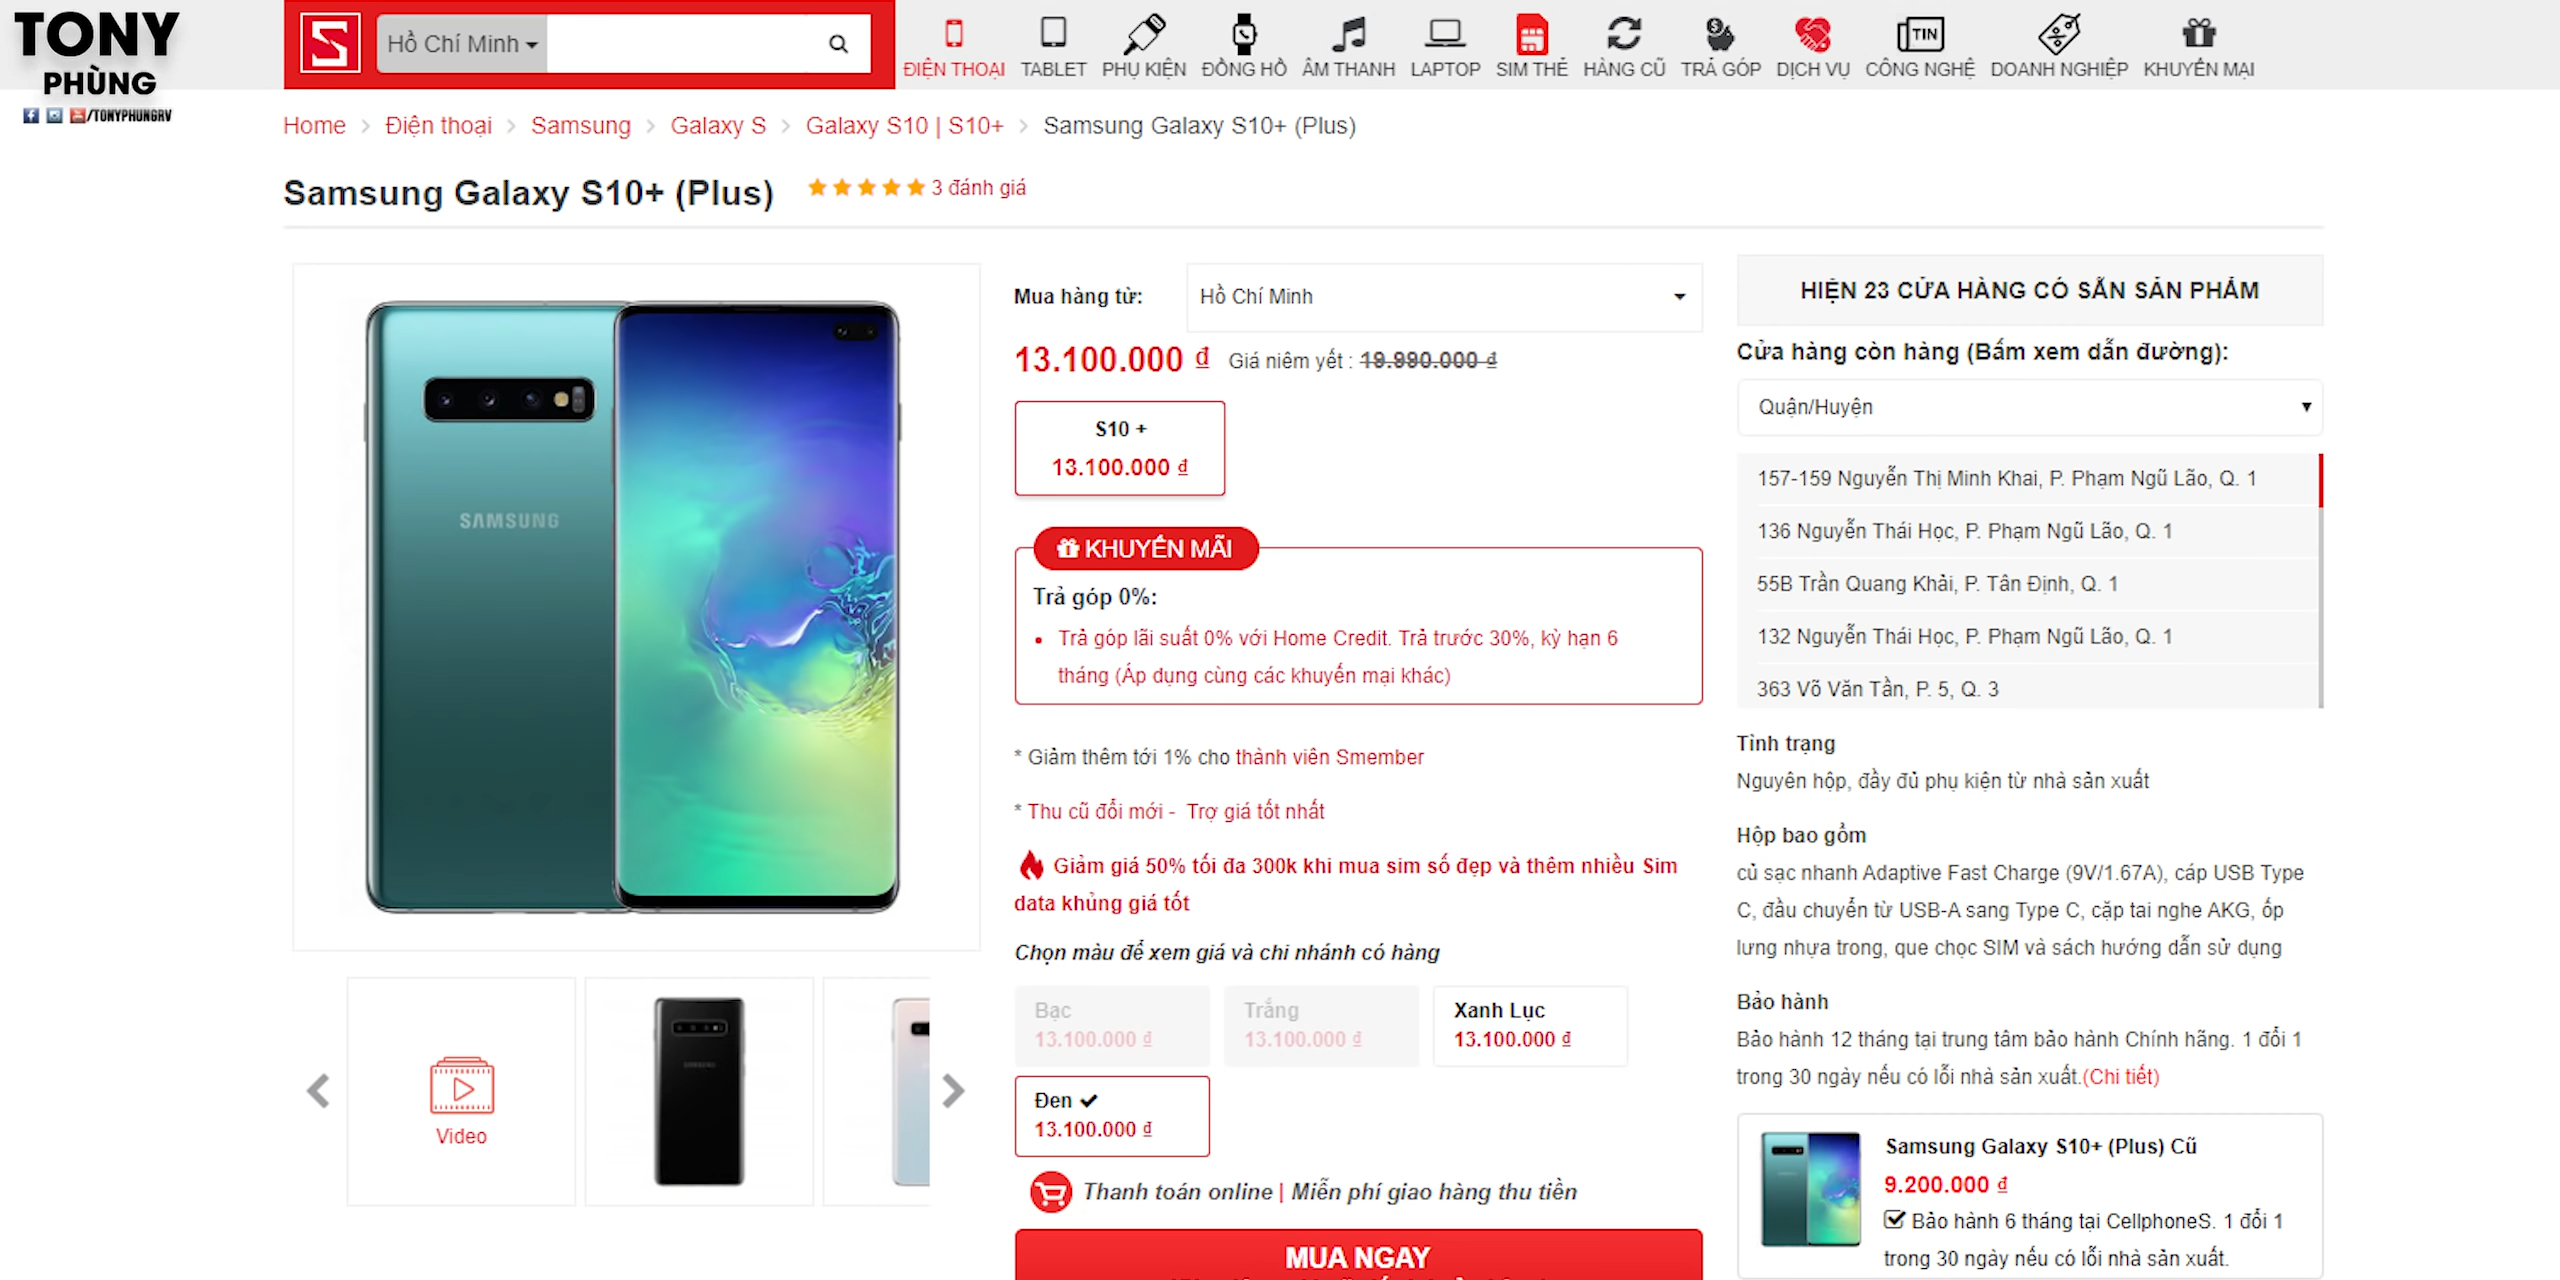 TONY
PHÙNG
/TONYPHUNGRV
S
Hồ Chí Minh
ĐIỆN THOẠI
TABLET
PHỤ KIỆN
ĐỒNG HỒ
ÂM THANH
LAPTOP
SIM THẺ
HÀNG CŨ
TRẢ GÓP
DỊCH VỤ
TIN
CÔNG NGHỆ
DOANH NGHIỆP
KHUYẾN MẠI
Home > Điện thoại > Samsung > Galaxy S > Galaxy S10 | S10+ > Samsung Galaxy S10+ (Plus)
Samsung Galaxy S10+ (Plus)
3 đánh giá
SAMSUNG
Video
Mua hàng từ:
Hồ Chí Minh
13.100.000 ₫ Giá niêm yết : 19.990.000 ₫
S10 +
13.100.000 ₫
KHUYẾN MÃI
Trả góp 0%:
• Trả góp lãi suất 0% với Home Credit. Trả trước 30%, kỳ hạn 6
tháng (Áp dụng cùng các khuyến mại khác)
* Giảm thêm tới 1% cho thành viên Smember
* Thu cũ đổi mới - Trợ giá tốt nhất
Giảm giá 50% tối đa 300k khi mua sim số đẹp và thêm nhiều Sim
data khủng giá tốt
Chọn màu để xem giá và chi nhánh có hàng
Bạc
13.100.000 ₫
Trắng
13.100.000 ₫
Xanh Lục
13.100.000 ₫
Đen ✔
13.100.000 ₫
Thanh toán online | Miễn phí giao hàng thu tiền
MUA NGAY
HIỆN 23 CỬA HÀNG CÓ SẴN SẢN PHẨM
Cửa hàng còn hàng (Bấm xem dẫn đường):
Quận/Huyện
157-159 Nguyễn Thị Minh Khai, P. Phạm Ngũ Lão, Q. 1
136 Nguyễn Thái Học, P. Phạm Ngũ Lão, Q. 1
55B Trần Quang Khải, P. Tân Định, Q. 1
132 Nguyễn Thái Học, P. Phạm Ngũ Lão, Q. 1
363 Võ Văn Tần, P. 5, Q. 3
Tình trạng
Nguyên hộp, đầy đủ phụ kiện từ nhà sản xuất
Hộp bao gồm
củ sạc nhanh Adaptive Fast Charge (9V/1.67A), cáp USB Type
C, đầu chuyển từ USB-A sang Type C, cặp tai nghe AKG, ốp
lưng nhựa trong, que chọc SIM và sách hướng dẫn sử dụng
Bảo hành
Bảo hành 12 tháng tại trung tâm bảo hành Chính hãng. 1 đổi 1
trong 30 ngày nếu có lỗi nhà sản xuất.(Chi tiết)
Samsung Galaxy S10+ (Plus) Cũ
9.200.000 ₫
Bảo hành 6 tháng tại CellphoneS. 1 đổi 1
trong 30 ngày nếu có lỗi nhà sản xuất.